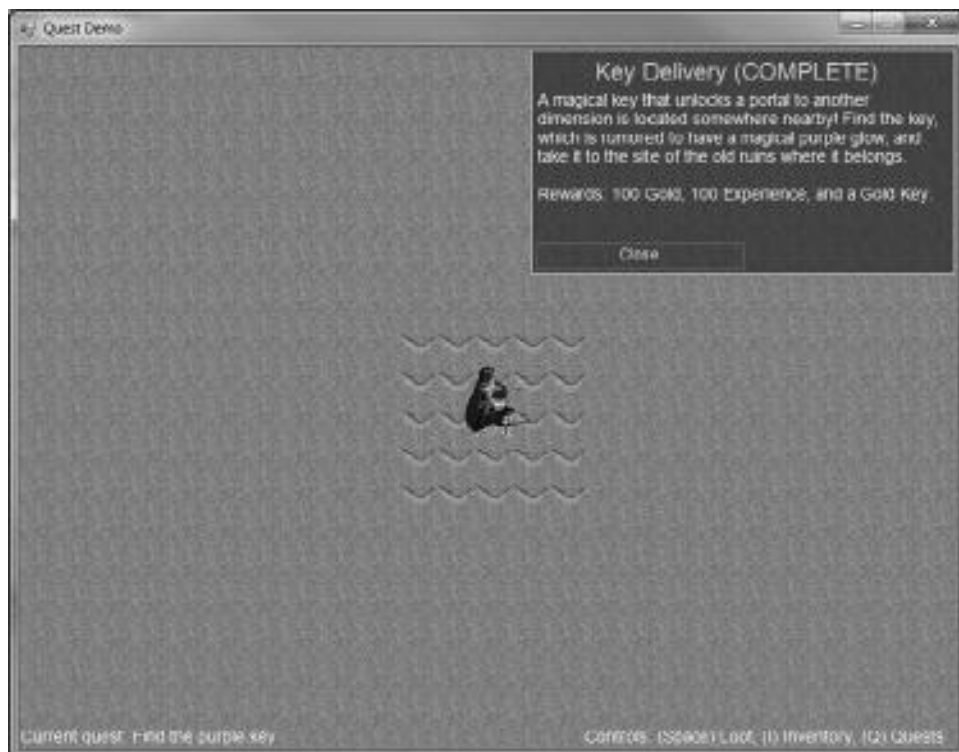 Quest Demo
Key Delivery (COMPLETE)
A magical key that unlocks a portal to another
dimension is located somewhere nearby! Find the key,
which is rumored to have a magical purple glow, and
take it to the site of the old ruins where it belongs.
Rewards: 100 Gold, 100 Experience, and a Gold Key.
Close
Current quest: Find the purple key
Controls: (Space) Loot, (I) Inventory, (Q) Quests